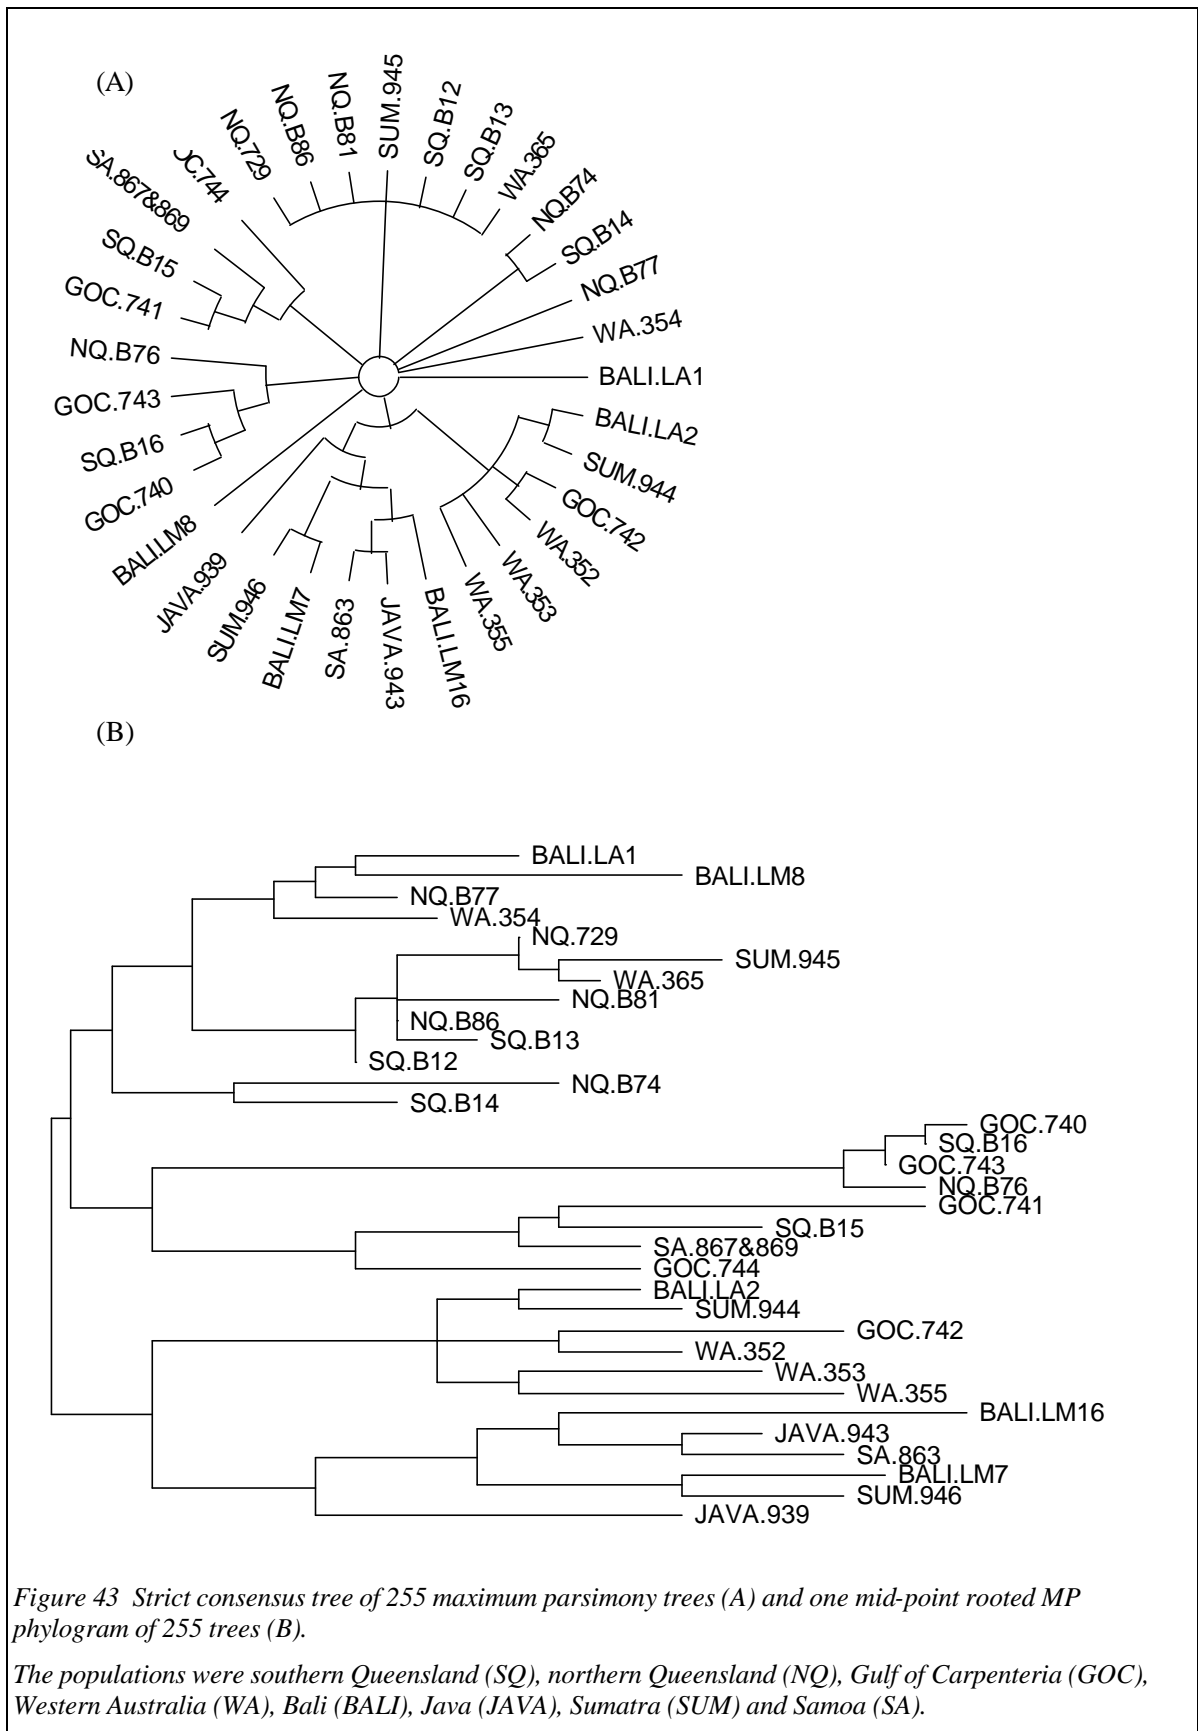 (A)
SUM.945
SQ.B12
SQ.B13
WA.365
NQ.B74
SQ.B14
NQ.B77
WA.354
BALI.LA1
BALI.LA2
SUM.944
GOC.742
WA.352
WA.353
WA.355
BALI.LM16
JAVA.943
SA.863
BALI.LM7
SUM.946
JAVA.939
BALI.LM8
GOC.740
SQ.B16
GOC.743
NQ.B76
GOC.741
SQ.B15
SA.867&869
OC.744
NQ.729
NQ.B86
NQ.B81
(B)
BALI.LA1
BALI.LM8
NQ.B77
WA.354
NQ.729
SUM.945
WA.365
NQ.B81
NQ.B86
SQ.B13
SQ.B12
NQ.B74
SQ.B14
GOC.740
SQ.B16
GOC.743
NQ.B76
GOC.741
SQ.B15
SA.867&869
GOC.744
BALI.LA2
SUM.944
GOC.742
WA.352
WA.353
WA.355
BALI.LM16
JAVA.943
SA.863
BALI.LM7
SUM.946
JAVA.939
Figure 43 Strict consensus tree of 255 maximum parsimony trees (A) and one mid-point rooted MP
phylogram of 255 trees (B).
The populations were southern Queensland (SQ), northern Queensland (NQ), Gulf of Carpenteria (GOC),
Western Australia (WA), Bali (BALI), Java (JAVA), Sumatra (SUM) and Samoa (SA).